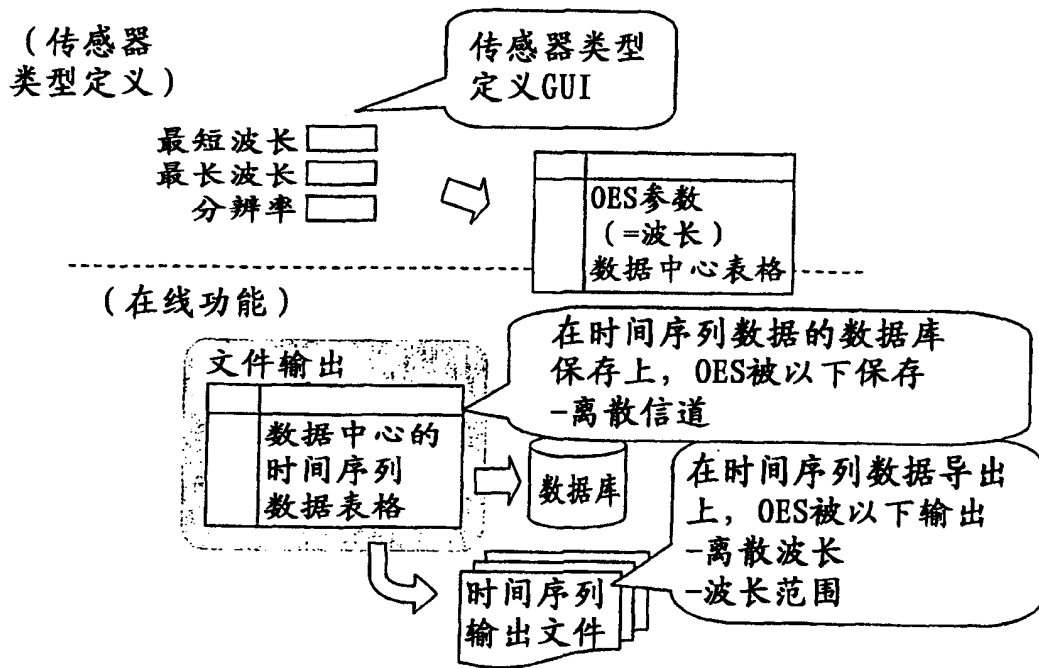 （传感器
类型定义）
传感器类型
定义GUI
最短波长
最长波长
分辨率
OES参数
（=波长）
数据中心表格
（在线功能）
文件输出
数据中心的
时间序列
数据表格
在时间序列数据的数据库
保存上，OES被以下保存
-离散信道
数据库
在时间序列数据导出
上，OES被以下输出
-离散波长
-波长范围
时间序列
输出文件